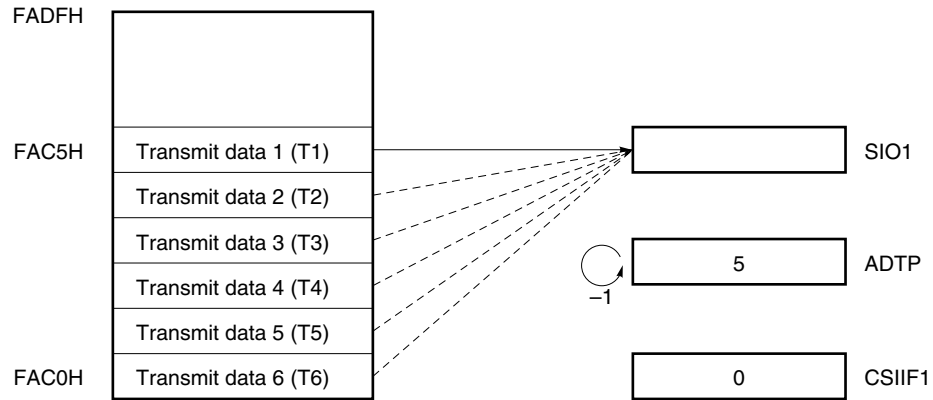 FADFH
FAC5H Transmit data 1 (T1) SIO1
Transmit data 2 (T2)
Transmit data 3 (T3) 5 ADTP
Transmit data 4 (T4) –1
Transmit data 5 (T5)
FAC0H Transmit data 6 (T6) 0 CSIIF1